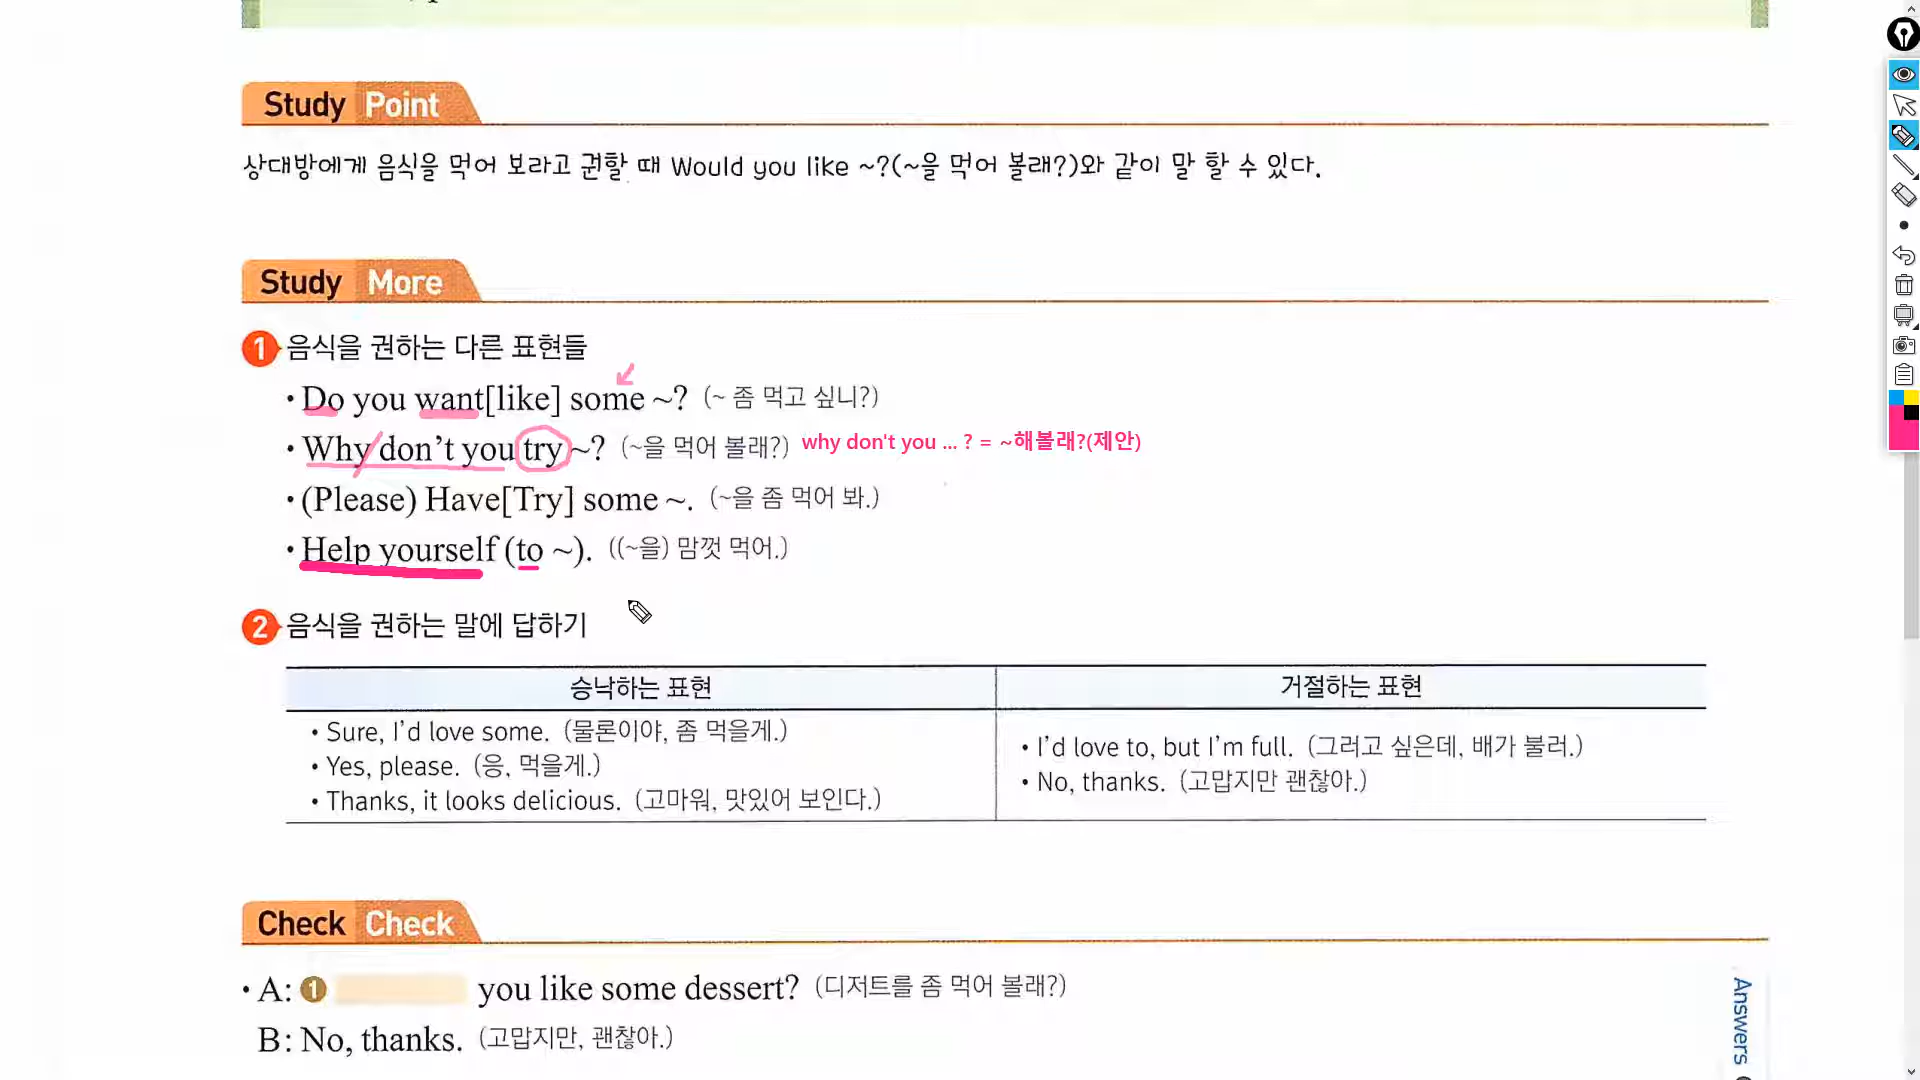 Study Point
상대방에게 음식을 먹어 보라고 권할 때 Would you like ~?(~을 먹어 볼래?)와 같이 말 할 수 있다.
Study More
1 음식을 권하는 다른 표현들
• Do you want[like] some ~? (~ 좀 먹고 싶니?)
• Why don't you try ~? (~을 먹어 볼래?) why don't you ... ? = ~해볼래?(제안)
• (Please) Have[Try] some ~. (~을 좀 먹어 봐.)
• Help yourself (to ~). ((~을) 맘껏 먹어.)
2 음식을 권하는 말에 답하기
승낙하는 표현
• Sure, I'd love some. (물론이야, 좀 먹을게.)
• Yes, please. (응, 먹을게.)
• Thanks, it looks delicious. (고마워, 맛있어 보인다.)
거절하는 표현
• I'd love to, but I'm full. (그러고 싶은데, 배가 불러.)
• No, thanks. (고맙지만 괜찮아.)
Check Check
• A: 1 you like some dessert? (디저트를 좀 먹어 볼래?)
B: No, thanks. (고맙지만, 괜찮아.)
Answers